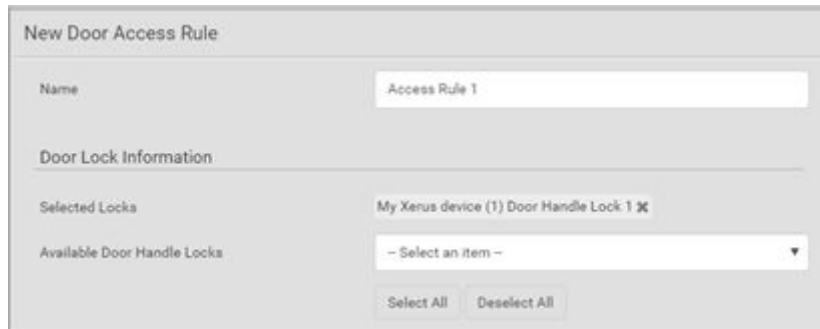 New Door Access Rule
Name
Access Rule 1
Door Lock Information
Selected Locks
My Xerus device (1) Door Handle Lock 1 ✖
Available Door Handle Locks
-- Select an item --
Select All
Deselect All